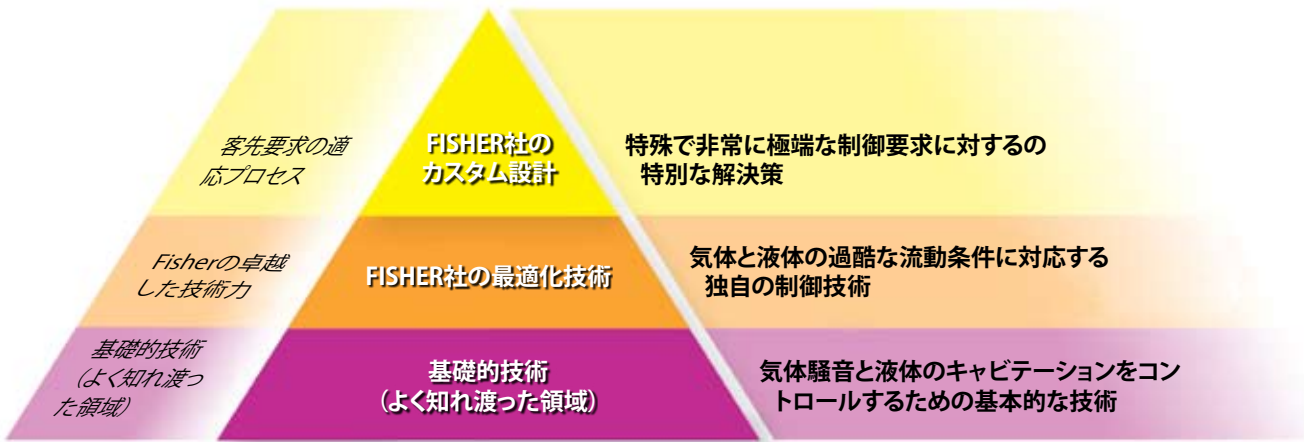 客先要求の適
応プロセス
FISHER社の
カスタム設計
特殊で非常に極端な制御要求に対するの
特別な解決策
Fisherの卓越
した技術力
FISHER社の最適化技術
気体と液体の過酷な流動条件に対応する
独自の制御技術
基礎的技術
(よく知れ渡っ
た領域)
基礎的技術
(よく知れ渡った領域)
気体騒音と液体のキャビテーションをコン
トロールするための基本的な技術